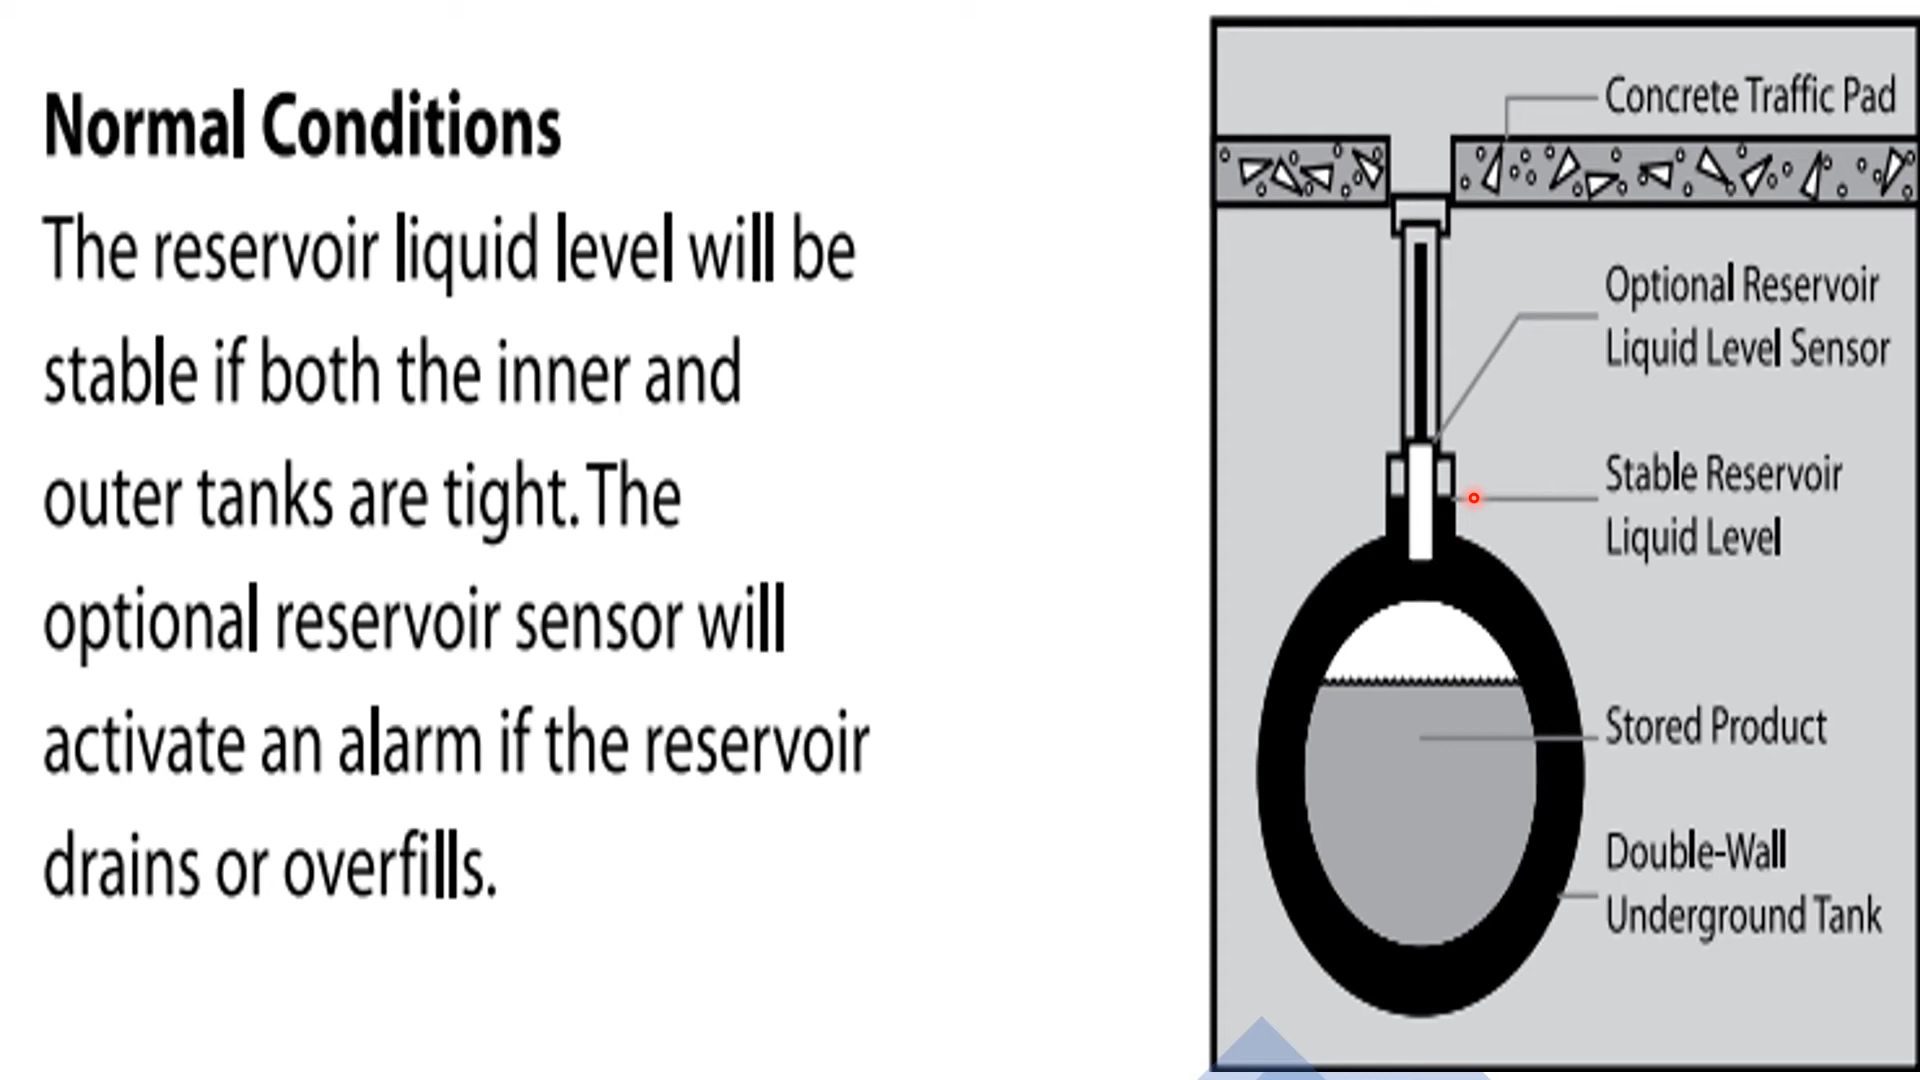 Normal Conditions
The reservoir liquid level will be
stable if both the inner and
outer tanks are tight. The
optional reservoir sensor will
activate an alarm if the reservoir
drains or overfills.
Concrete Traffic Pad
Optional Reservoir
Liquid Level Sensor
Stable Reservoir
Liquid Level
Stored Product
Double-Wall
Underground Tank